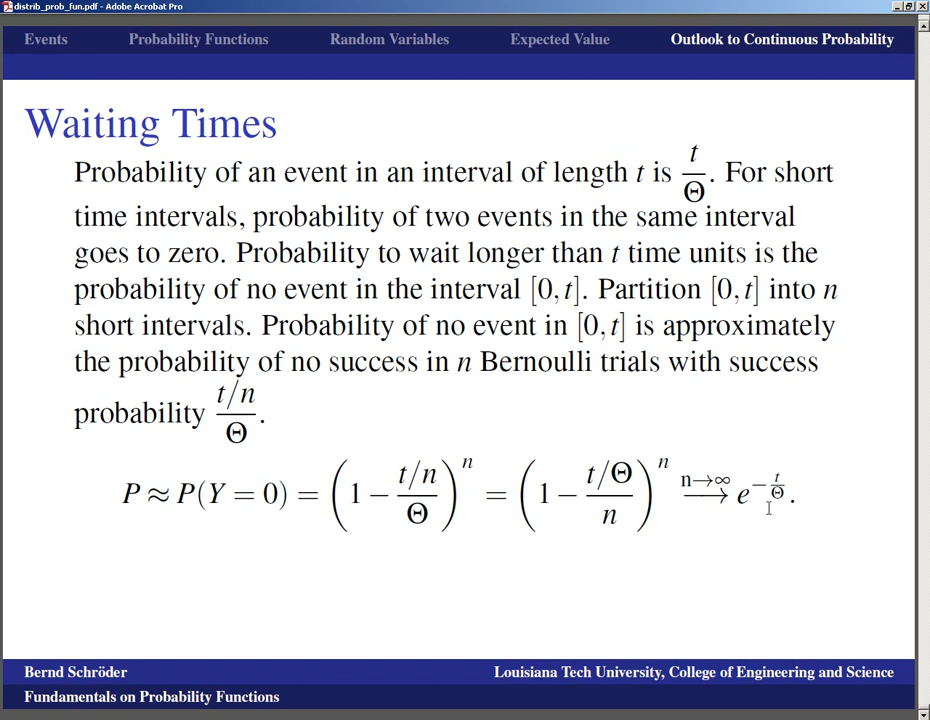 distrib_prob_fun.pdf - Adobe Acrobat Pro
Events Probability Functions Random Variables Expected Value Outlook to Continuous Probability
Waiting Times
Probability of an event in an interval of length t is t/Θ. For short
time intervals, probability of two events in the same interval
goes to zero. Probability to wait longer than t time units is the
probability of no event in the interval [0,t]. Partition [0,t] into n
short intervals. Probability of no event in [0,t] is approximately
the probability of no success in n Bernoulli trials with success
probability (t/n)/Θ.
P ≈ P(Y = 0) = (1 − (t/n)/Θ)^n = (1 − (t/Θ)/n)^n n→∞ ⟶ e^(−t/Θ).
Bernd Schröder Louisiana Tech University, College of Engineering and Science
Fundamentals on Probability Functions